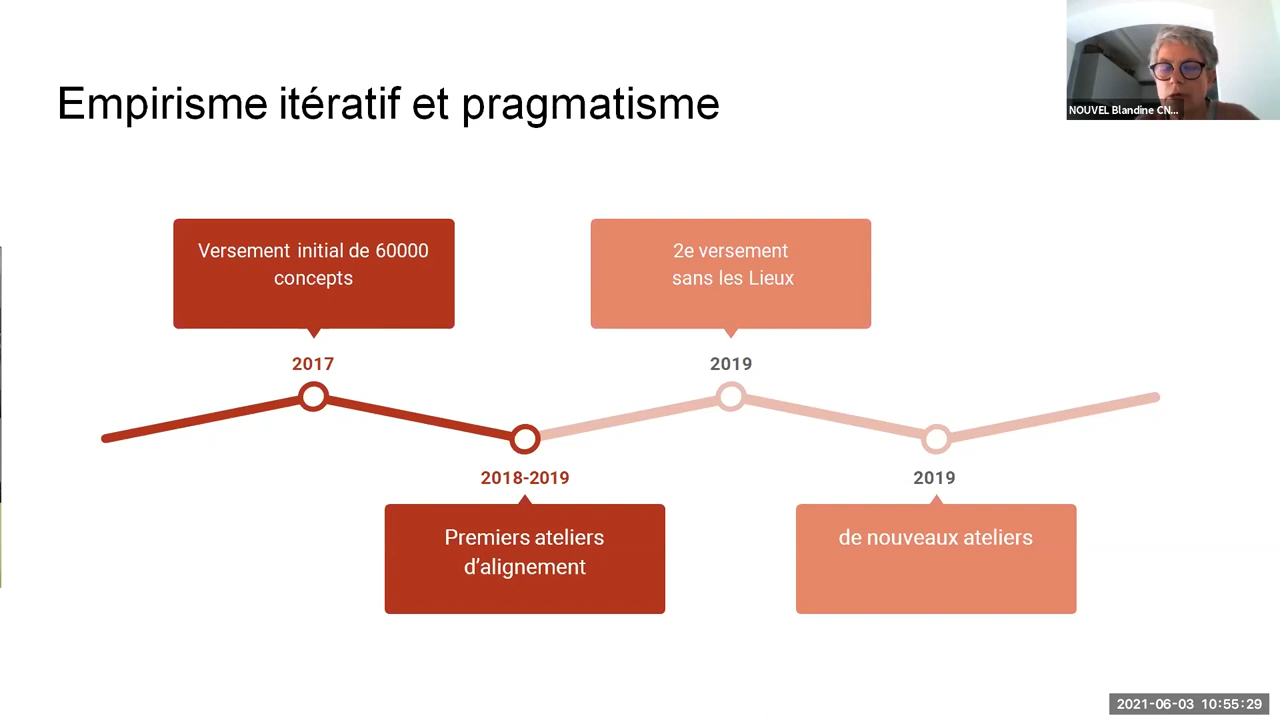 Empirisme itératif et pragmatisme
NOUVEL Blandine CN...
Versement initial de 60000
concepts
2e versement
sans les Lieux
2017
2019
2018-2019
2019
Premiers ateliers
d’alignement
de nouveaux ateliers
2021-06-03 10:55:29